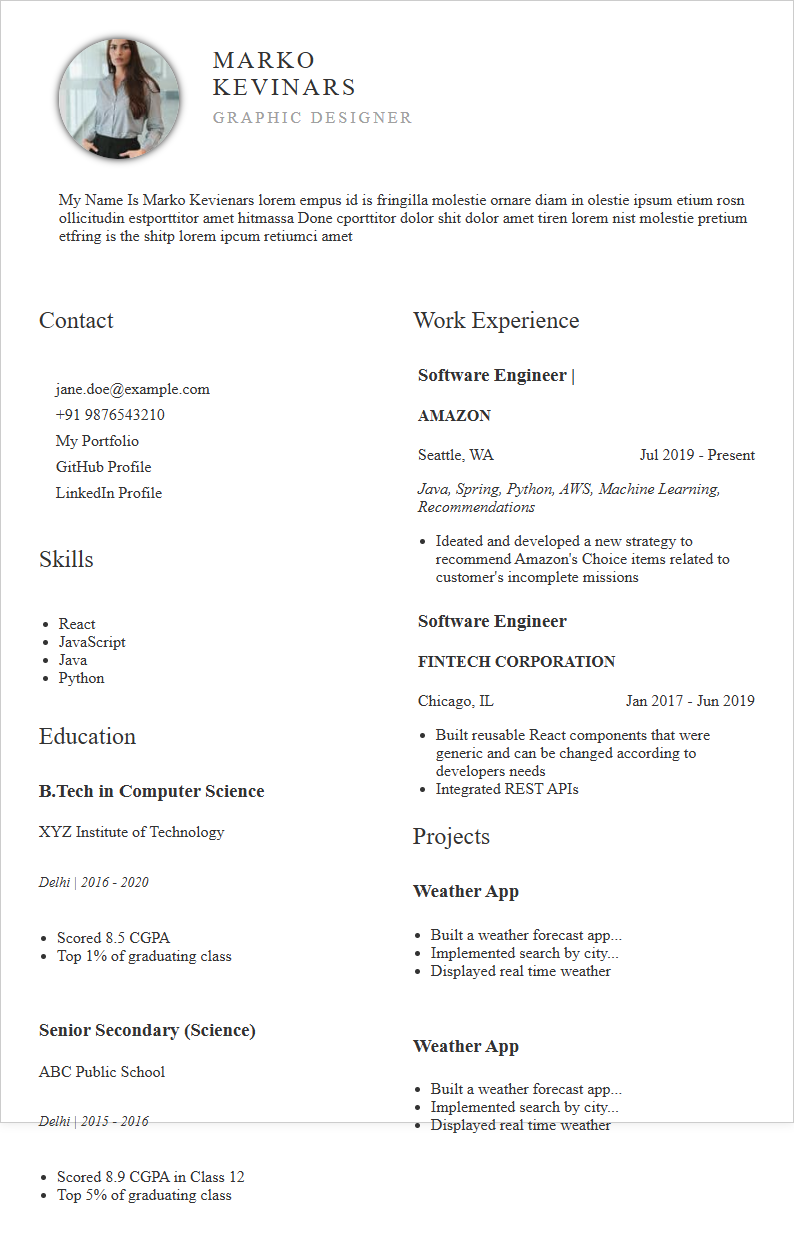 MARKO
KEVINARS
GRAPHIC DESIGNER
My Name Is Marko Kevienars lorem empus id is fringilla molestie ornare diam in olestie ipsum etium rosn
ollicitudin estporttitor amet hitmassa Done cporttitor dolor shit dolor amet tiren lorem nist molestie pretium
etfring is the shitp lorem ipcum retiumci amet
Contact
jane.doe@example.com
+91 9876543210
My Portfolio
GitHub Profile
LinkedIn Profile
Skills
• React
• JavaScript
• Java
• Python
Education
B.Tech in Computer Science
XYZ Institute of Technology
Delhi | 2016 - 2020
• Scored 8.5 CGPA
• Top 1% of graduating class
Senior Secondary (Science)
ABC Public School
Delhi | 2015 - 2016
• Scored 8.9 CGPA in Class 12
• Top 5% of graduating class
Work Experience
Software Engineer |
AMAZON
Seattle, WA Jul 2019 - Present
Java, Spring, Python, AWS, Machine Learning,
Recommendations
• Ideated and developed a new strategy to
recommend Amazon's Choice items related to
customer's incomplete missions
Software Engineer
FINTECH CORPORATION
Chicago, IL Jan 2017 - Jun 2019
• Built reusable React components that were
generic and can be changed according to
developers needs
• Integrated REST APIs
Projects
Weather App
• Built a weather forecast app...
• Implemented search by city...
• Displayed real time weather
Weather App
• Built a weather forecast app...
• Implemented search by city...
• Displayed real time weather